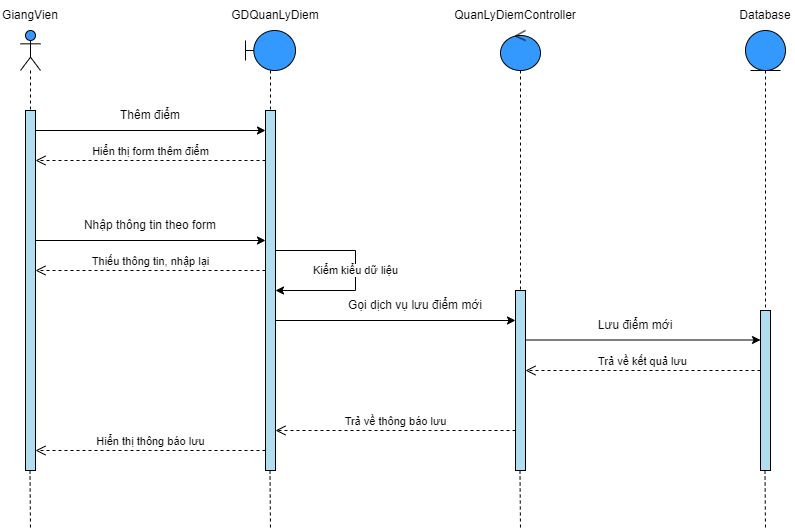 GiangVien
GDQuanLyDiem
QuanLyDiemController
Database
Thêm điểm
Hiển thị form thêm điểm
Nhập thông tin theo form
Thiếu thông tin, nhập lại
Kiểm kiểu dữ liệu
Gọi dịch vụ lưu điểm mới
Lưu điểm mới
Trả về kết quả lưu
Trả về thông báo lưu
Hiển thị thông báo lưu